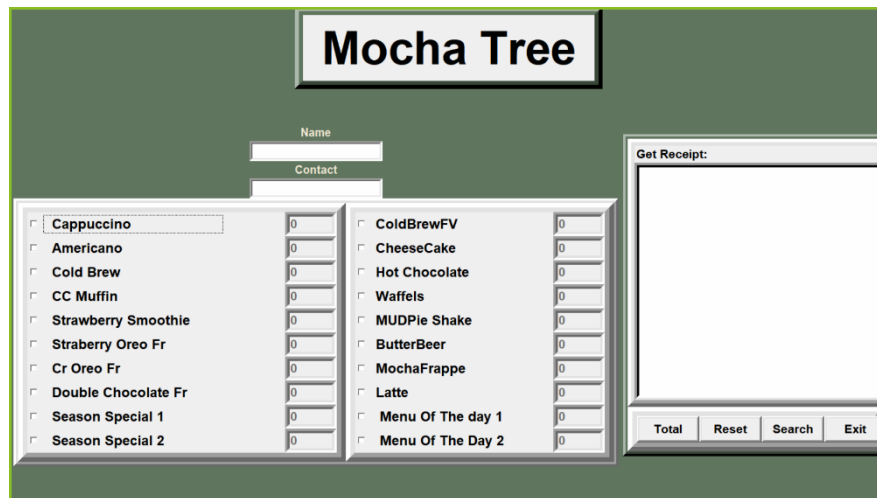 Mocha Tree
Name
Contact
Cappuccino 0
Americano 0
Cold Brew 0
CC Muffin 0
Strawberry Smoothie 0
Straberry Oreo Fr 0
Cr Oreo Fr 0
Double Chocolate Fr 0
Season Special 1 0
Season Special 2 0
ColdBrewFV 0
CheeseCake 0
Hot Chocolate 0
Waffels 0
MUDPie Shake 0
ButterBeer 0
MochaFrappe 0
Latte 0
Menu Of The day 1 0
Menu Of The Day 2 0
Get Receipt:
Total Reset Search Exit